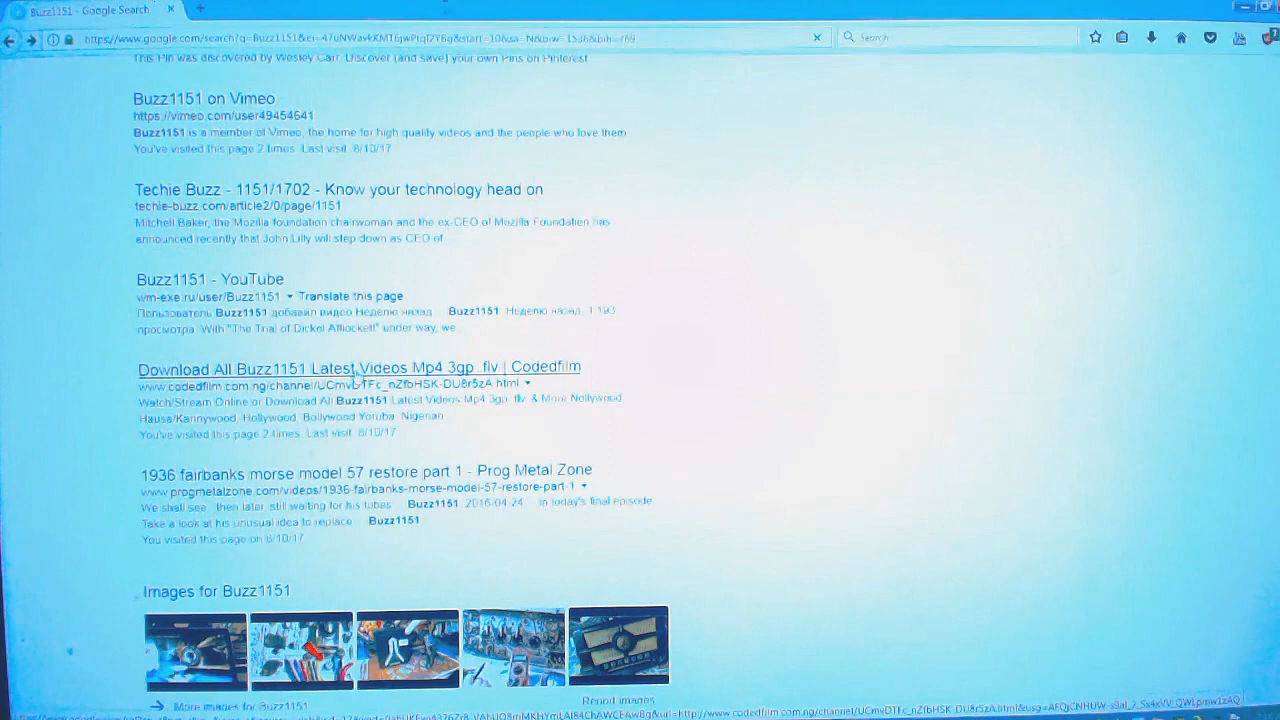 Buzz1151 - Google Search
Search
This Pin was discovered by Wesley Carr. Discover (and save) your own Pins on Pinterest
Buzz1151 on Vimeo
https://vimeo.com/user49454641
Buzz1151 is a member of Vimeo, the home for high quality videos and the people who love them
You've visited this page 2 times. Last visit: 8/10/17
Techie Buzz - 1151/1702 - Know your technology head on
techie-buzz.com/article2/0/page/1151
Mitchell Baker, the Mozilla foundation chairwoman and the ex-CEO of Mozilla Foundation has
announced recently that John Lilly will step down as CEO of
Buzz1151 - YouTube
wm-exe.ru/user/Buzz1151 ▾ Translate this page
Пользователь Buzz1151 добавил видео Неделю назад Buzz1151 Неделю назад. 1 193
просмотра. With "The Trial of Dickel Afflockett" under way, we
Download All Buzz1151 Latest Videos Mp4 3gp .flv | Codedfilm
www.codedfilm.com.ng/channel/UCmvDTFc_nZfbHSK-DU8r5zA.html ▾
Watch/Stream Online or Download All Buzz1151 Latest Videos Mp4 3gp .flv. & More Nollywood
Hausa/Kannywood, Hollywood, Bollywood Yoruba, Nigerian
You've visited this page 2 times. Last visit: 8/10/17
1936 fairbanks morse model 57 restore part 1 - Prog Metal Zone
www.progmetalzone.com/videos/1936-fairbanks-morse-model-57-restore-part-1 ▾
We shall see.. then later, still waiting for his tubes Buzz1151 2016-04-24 in today's final episode
Take a look at his unusual idea to replace Buzz1151
You visited this page on 8/10/17
Images for Buzz1151
→ More images for Buzz1151
Report images